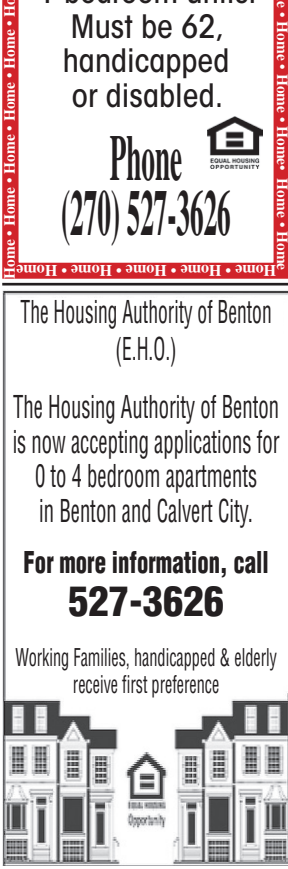 1 bedroom units.
Must be 62,
handicapped
or disabled.
Phone
EQUAL HOUSING
OPPORTUNITY
(270) 527-3626
Home • Home • Home • Home • Home
The Housing Authority of Benton
(E.H.O.)
The Housing Authority of Benton
is now accepting applications for
0 to 4 bedroom apartments
in Benton and Calvert City.
For more information, call
527-3626
Working Families, handicapped & elderly
receive first preference
EQUAL HOUSING
Opportunity